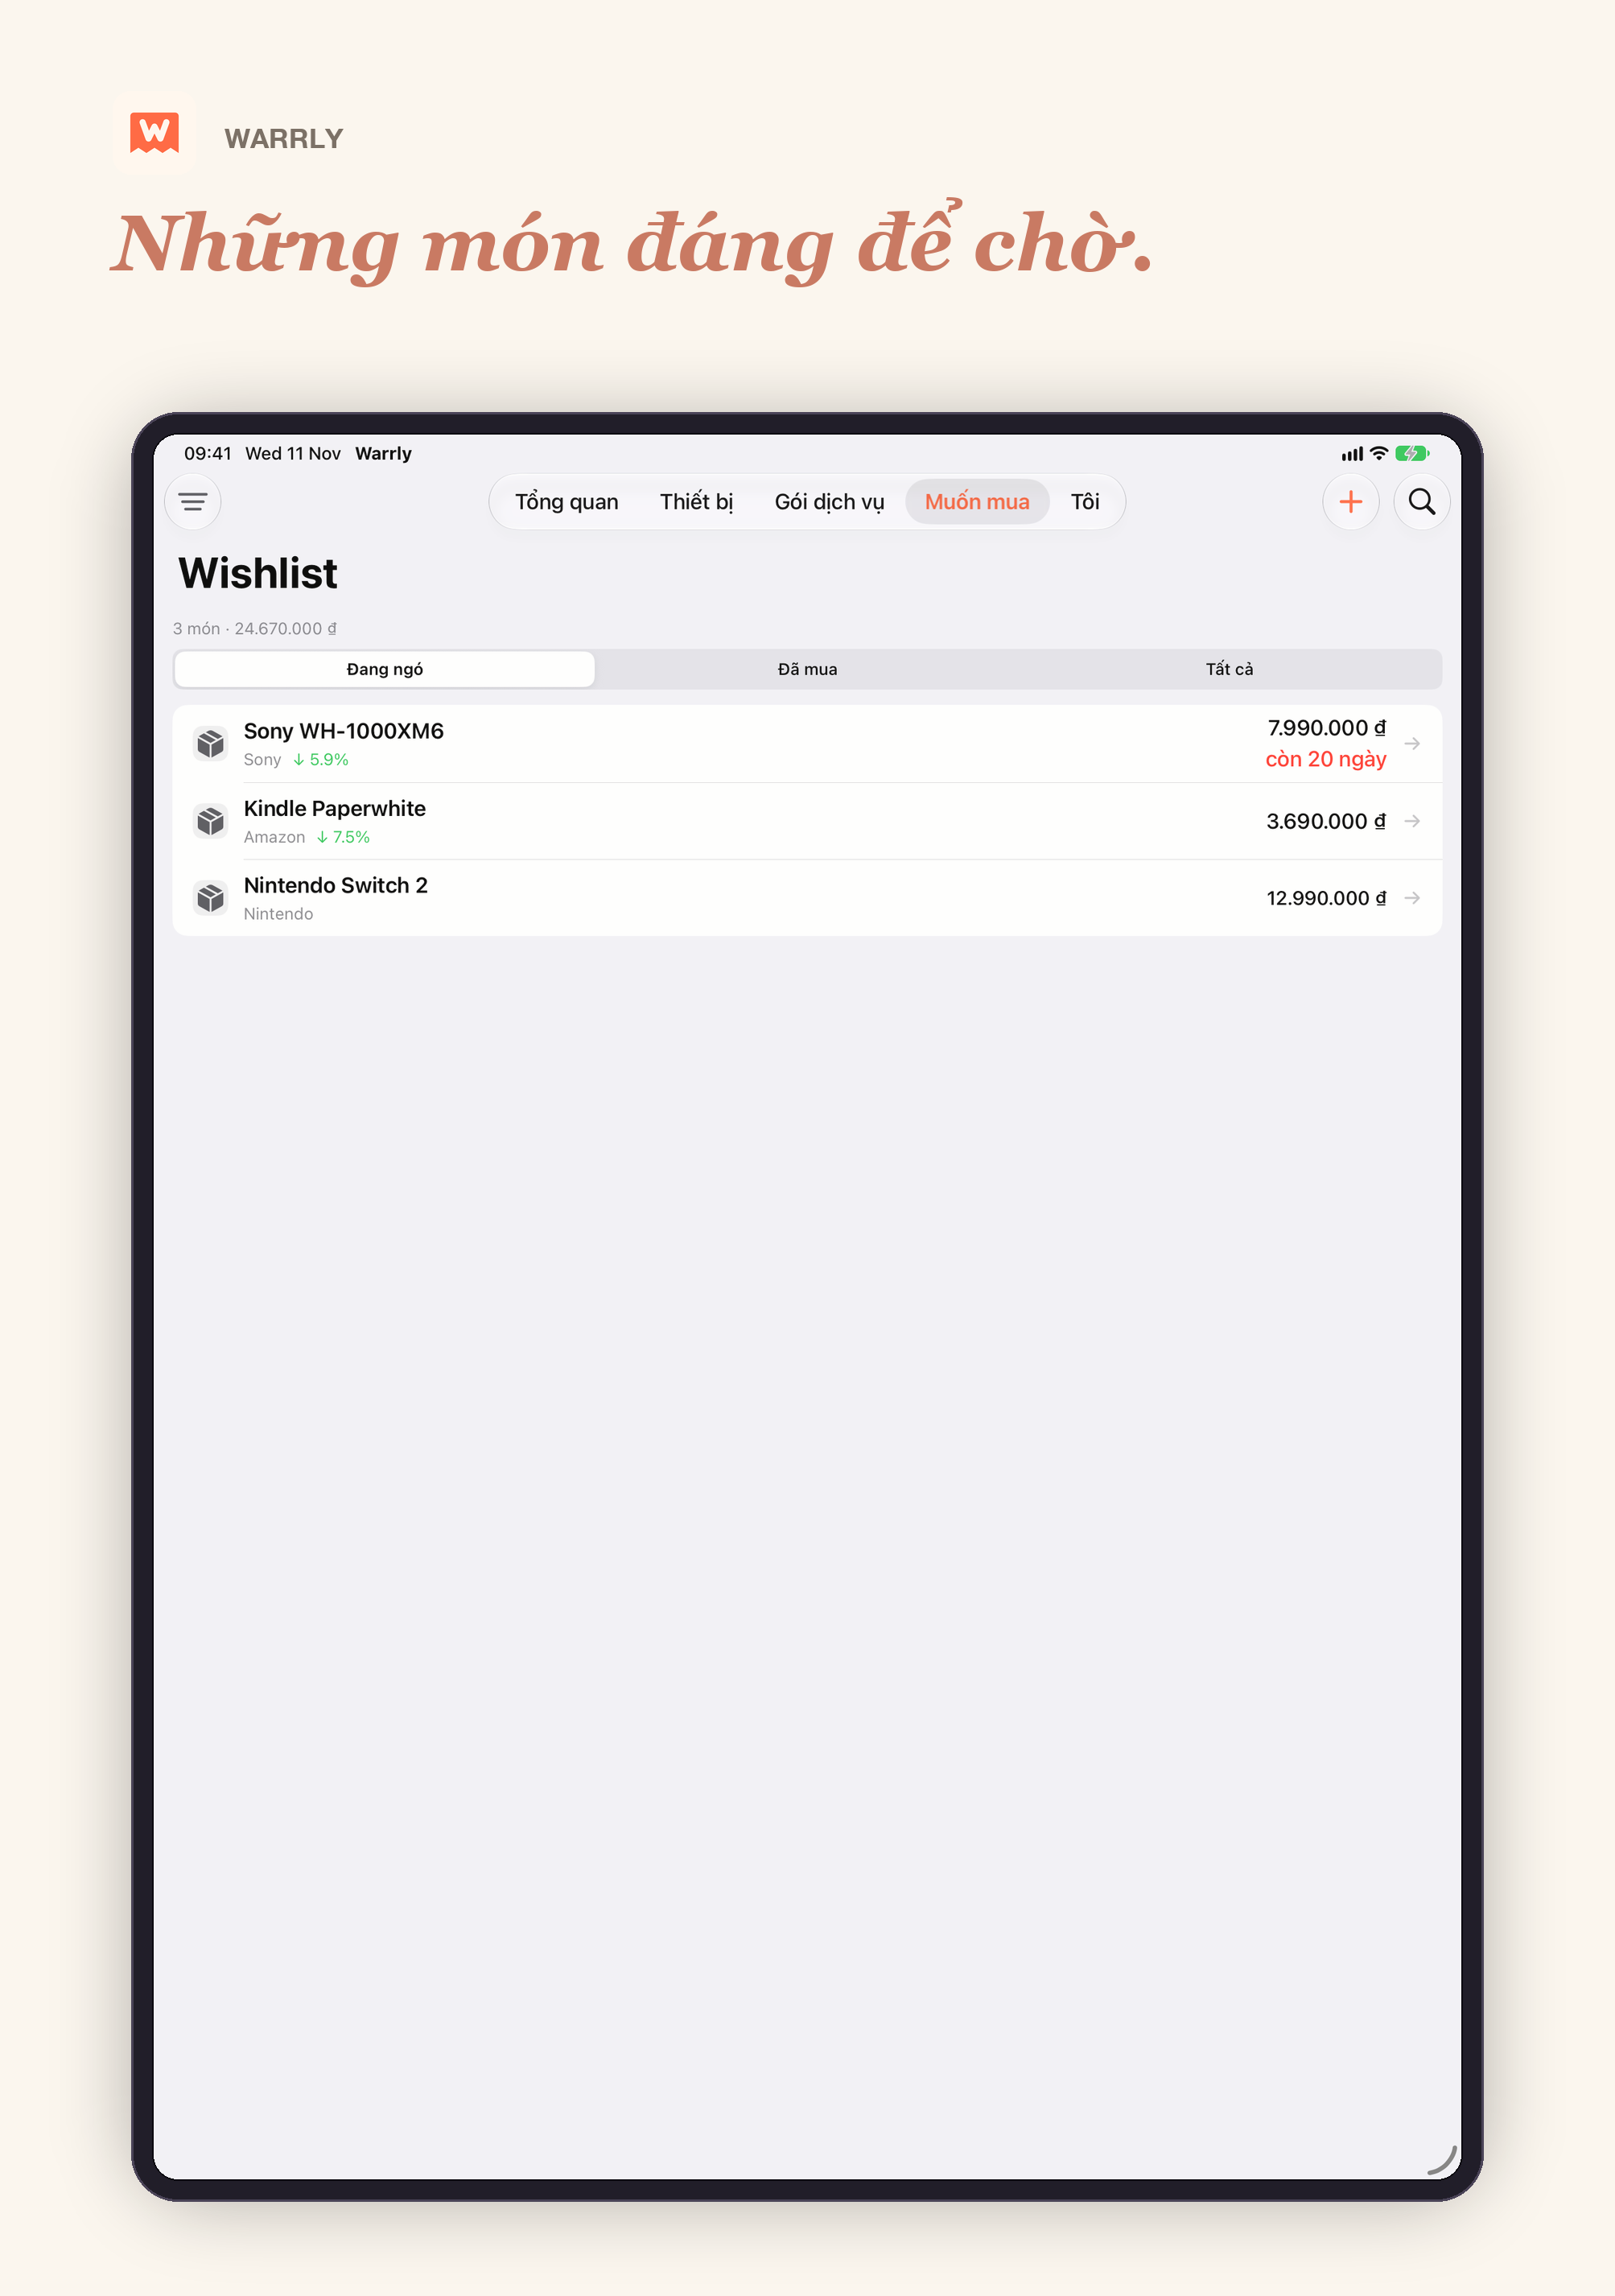 WARRLY
Những món đáng để chờ.
09:41 Wed 11 Nov Warrly
Tổng quan Thiết bị Gói dịch vụ Muốn mua Tôi
Wishlist
3 món · 24.670.000 ₫
Đang ngó Đã mua Tất cả
Sony WH-1000XM6 7.990.000 ₫
Sony ↓ 5.9% còn 20 ngày
Kindle Paperwhite 3.690.000 ₫
Amazon ↓ 7.5%
Nintendo Switch 2 12.990.000 ₫
Nintendo